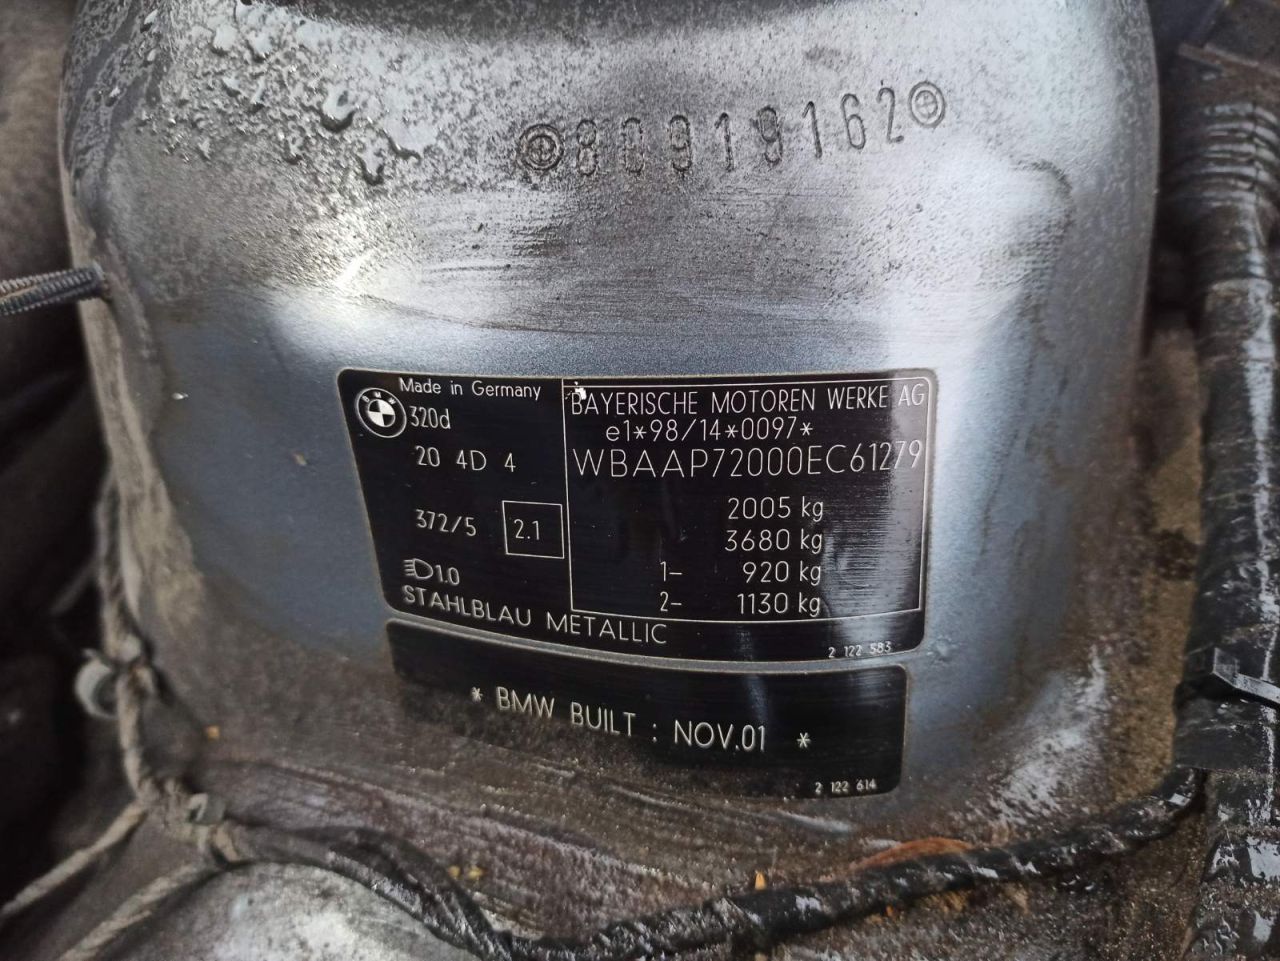 80919162
Made in Germany
320d
20 4D 4
372/5 2.1
1.0
STAHLBLAU METALLIC
BAYERISCHE MOTOREN WERKE AG
e1*98/14*0097*
WBAAP72000EC61279
2005 kg
3680 kg
1- 920 kg
2- 1130 kg
2 122 583
* BMW BUILT : NOV.01 *
2 122 614